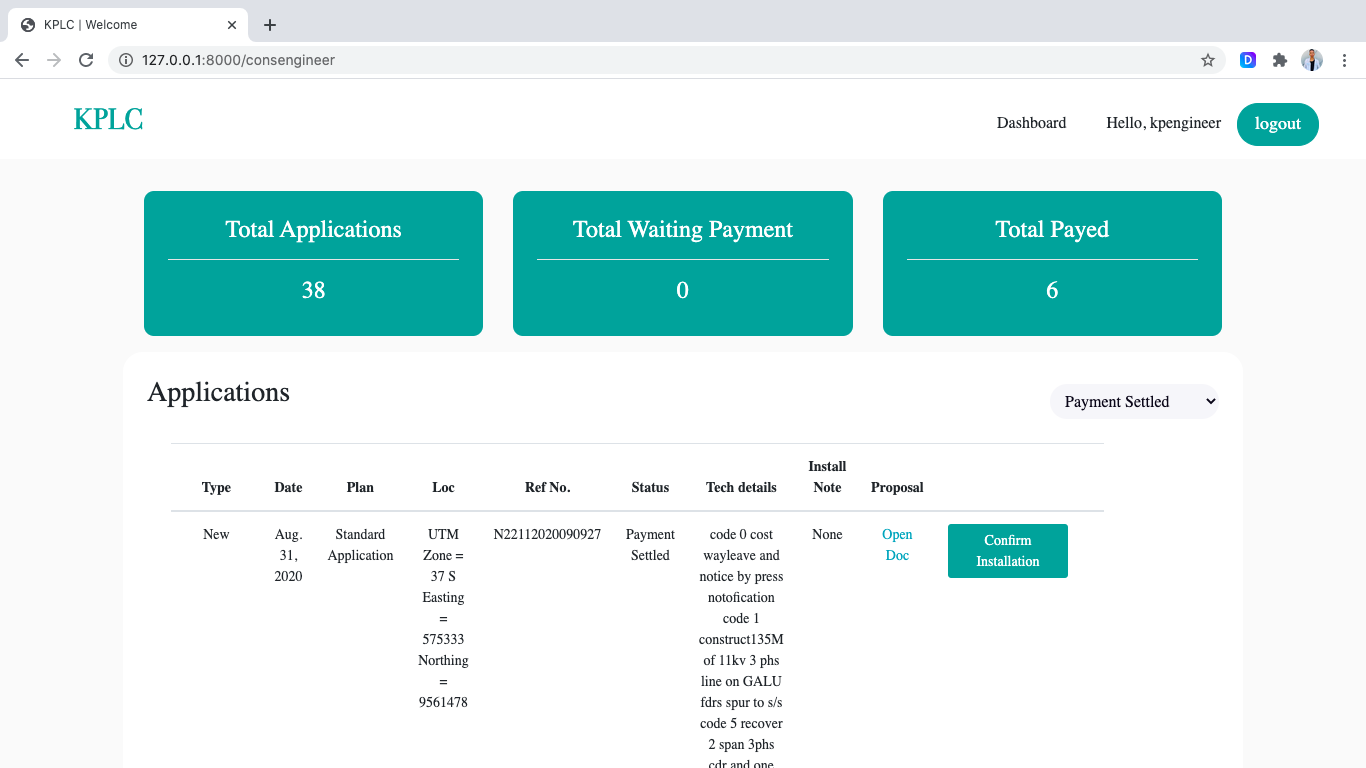 KPLC | Welcome
127.0.0.1:8000/consengineer
D
KPLC
Dashboard
Hello, kpengineer
logout
Total Applications
38
Total Waiting Payment
0
Total Payed
6
Applications
Payment Settled
Type
Date
Plan
Loc
Ref No.
Status
Tech details
Install
Note
Proposal
New
Aug.
31,
2020
Standard
Application
UTM
Zone =
37 S
Easting
=
575333
Northing
=
9561478
N22112020090927
Payment
Settled
code 0 cost
wayleave and
notice by press
notofication
code 1
construct135M
of 11kv 3 phs
line on GALU
fdrs spur to s/s
code 5 recover
2 span 3phs
cdr and one
None
Open
Doc
Confirm
Installation